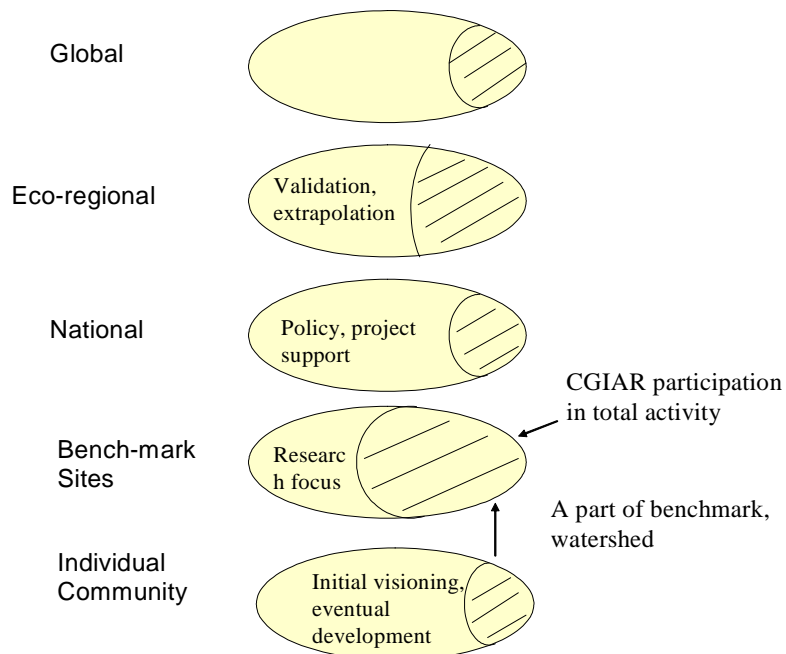 Global
Eco-regional
Validation,
extrapolation
National
Policy, project
support
CGIAR participation
in total activity
Bench-mark
Sites
Researc
h focus
A part of benchmark,
watershed
Individual
Community
Initial visioning,
eventual
development